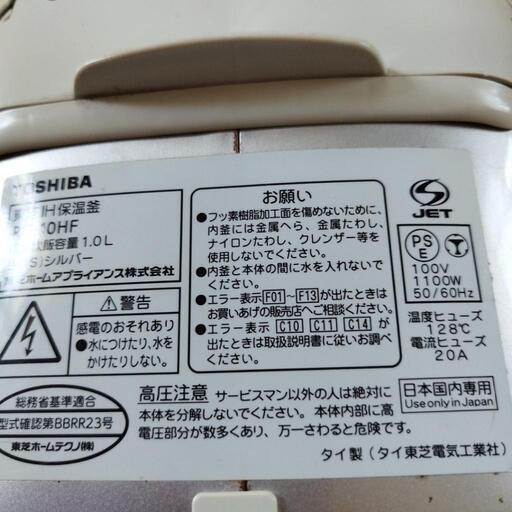 TOSHIBA
IH保温釜
10HF
炊飯容量1.0L
(S)シルバー
芝ホームアプライアンス株式会社
警告
感電のおそれあり
●水につけたり、水を
かけたりしない。
お願い
●フッ素樹脂加工面を傷めないために、
内釜には金属へら、金属たわし、
ナイロンたわし、クレンザー等を
使用しないでください。
●内釜と本体の間に水を入れない
でください。
●エラー表示F01~F13が出たときは
お買いあげの販売店へご相談ください。
●エラー表示 C10 C11 C14 が
出たときは取扱説明書に従いお試し
ください。
S
JET
PS
E
T
100V
1100W
50/60Hz
温度ヒューズ
128℃
電流ヒューズ
20A
日本国内専用
Use only in Japan
高圧注意 サービスマン以外の人は絶対に
本体を分解しないでください。本体内部に高
電圧部分が数多くあり、万一さわると危険です。
総務省基準適合
型式確認第BBRR23号
東芝ホームテクノ(株)
タイ製(タイ東芝電気工業社)